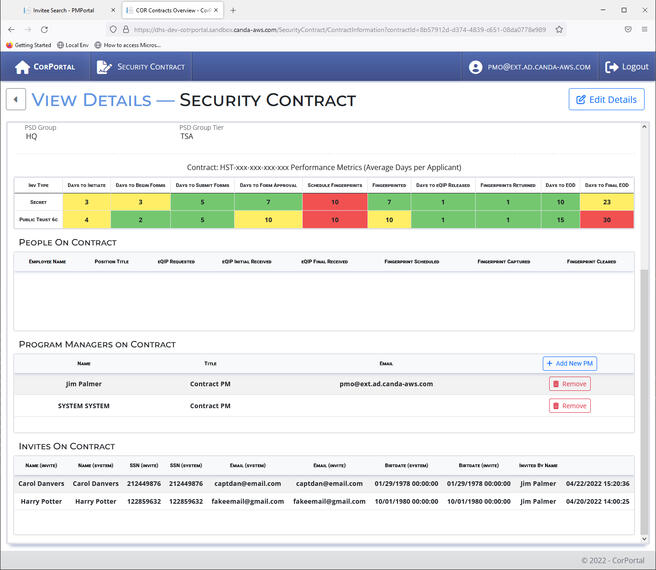 Invitee Search - PMPortal
COR Contracts Overview - CorP
https://dhs-dev-corportal.sandbox.canda-aws.com/SecurityContract/ContractInformation?contractId=8b57912d-d374-4839-d651-08da0778e989
Getting Started Local Env How to access Micros...
CorPortal Security Contract PMO@EXT.AD.CANDA-AWS.COM Logout
View Details — Security Contract Edit Details
PSD Group PSD Group Tier
HQ TSA
Contract: HST-xxx-xxx-xxx-xxx Performance Metrics (Average Days per Applicant)
Inv Type Days to Initiate Days to Begin Forms Days to Submit Forms Days to Form Approval Schedule Fingerprints Fingerprinted Days to eQIP Released Fingerprints Returned Days to EOD Days to Final EOD
Secret 3 3 5 7 10 7 1 1 10 23
Public Trust 6c 4 2 5 10 10 10 1 1 15 30
People On Contract
Employee Name Position Title eQIP Requested eQIP Initial Received eQIP Final Received Fingerprint Scheduled Fingerprint Captured Fingerprint Cleared
Program Managers on Contract
Name Title Email + Add New PM
Jim Palmer Contract PM pmo@ext.ad.canda-aws.com Remove
SYSTEM SYSTEM Contract PM Remove
Invites On Contract
Name (invite) Name (system) SSN (invite) SSN (system) Email (system) Email (invite) Birtdate (system) Birtdate (invite) Invited By Name
Carol Danvers Carol Danvers 212449876 212449876 captdan@email.com captdan@email.com 01/29/1978 00:00:00 01/29/1978 00:00:00 Jim Palmer 04/22/2022 15:20:36
Harry Potter Harry Potter 122859632 122859632 fakeemail@gmail.com fakeemail@gmail.com 10/01/1980 00:00:00 10/01/1980 00:00:00 Jim Palmer 04/20/2022 14:00:25
© 2022 - CorPortal